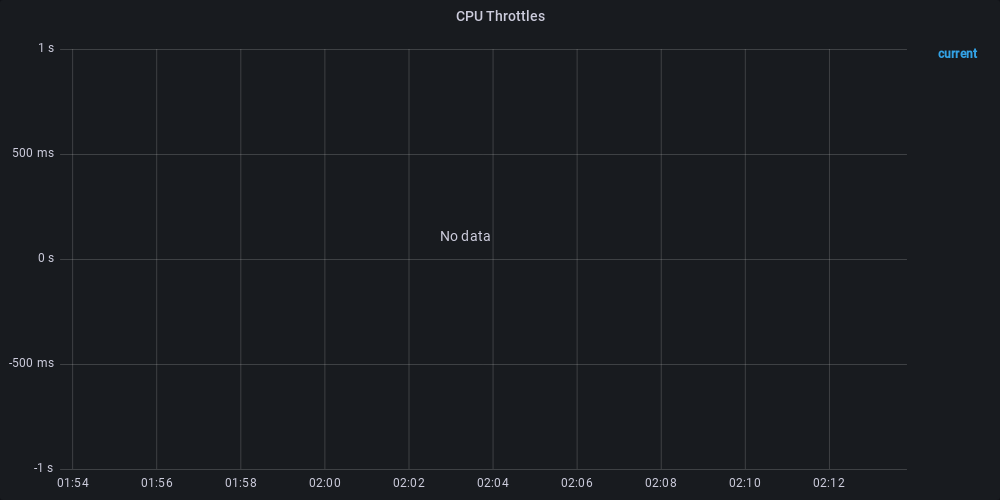 CPU Throttles
1 s
current
500 ms
No data
0 s
-500 ms
-1 s
01:54 01:56 01:58 02:00 02:02 02:04 02:06 02:08 02:10 02:12